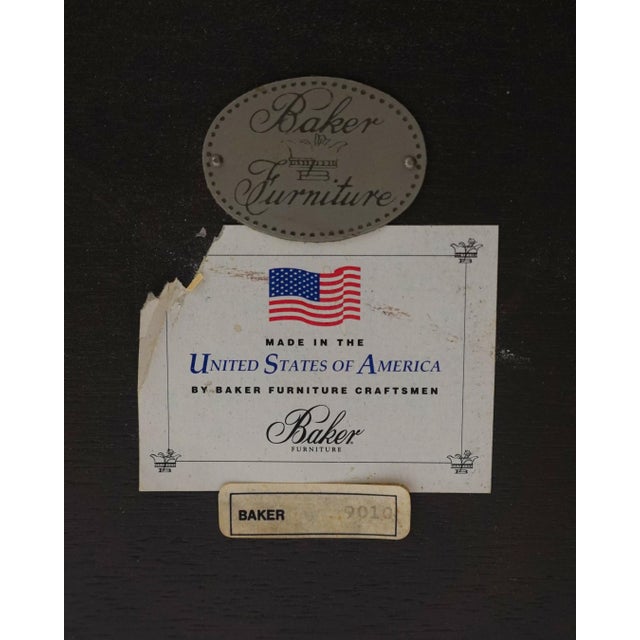 Baker
Furniture
MADE IN THE
UNITED STATES OF AMERICA
BY BAKER FURNITURE CRAFTSMEN
Baker
FURNITURE
BAKER 9010